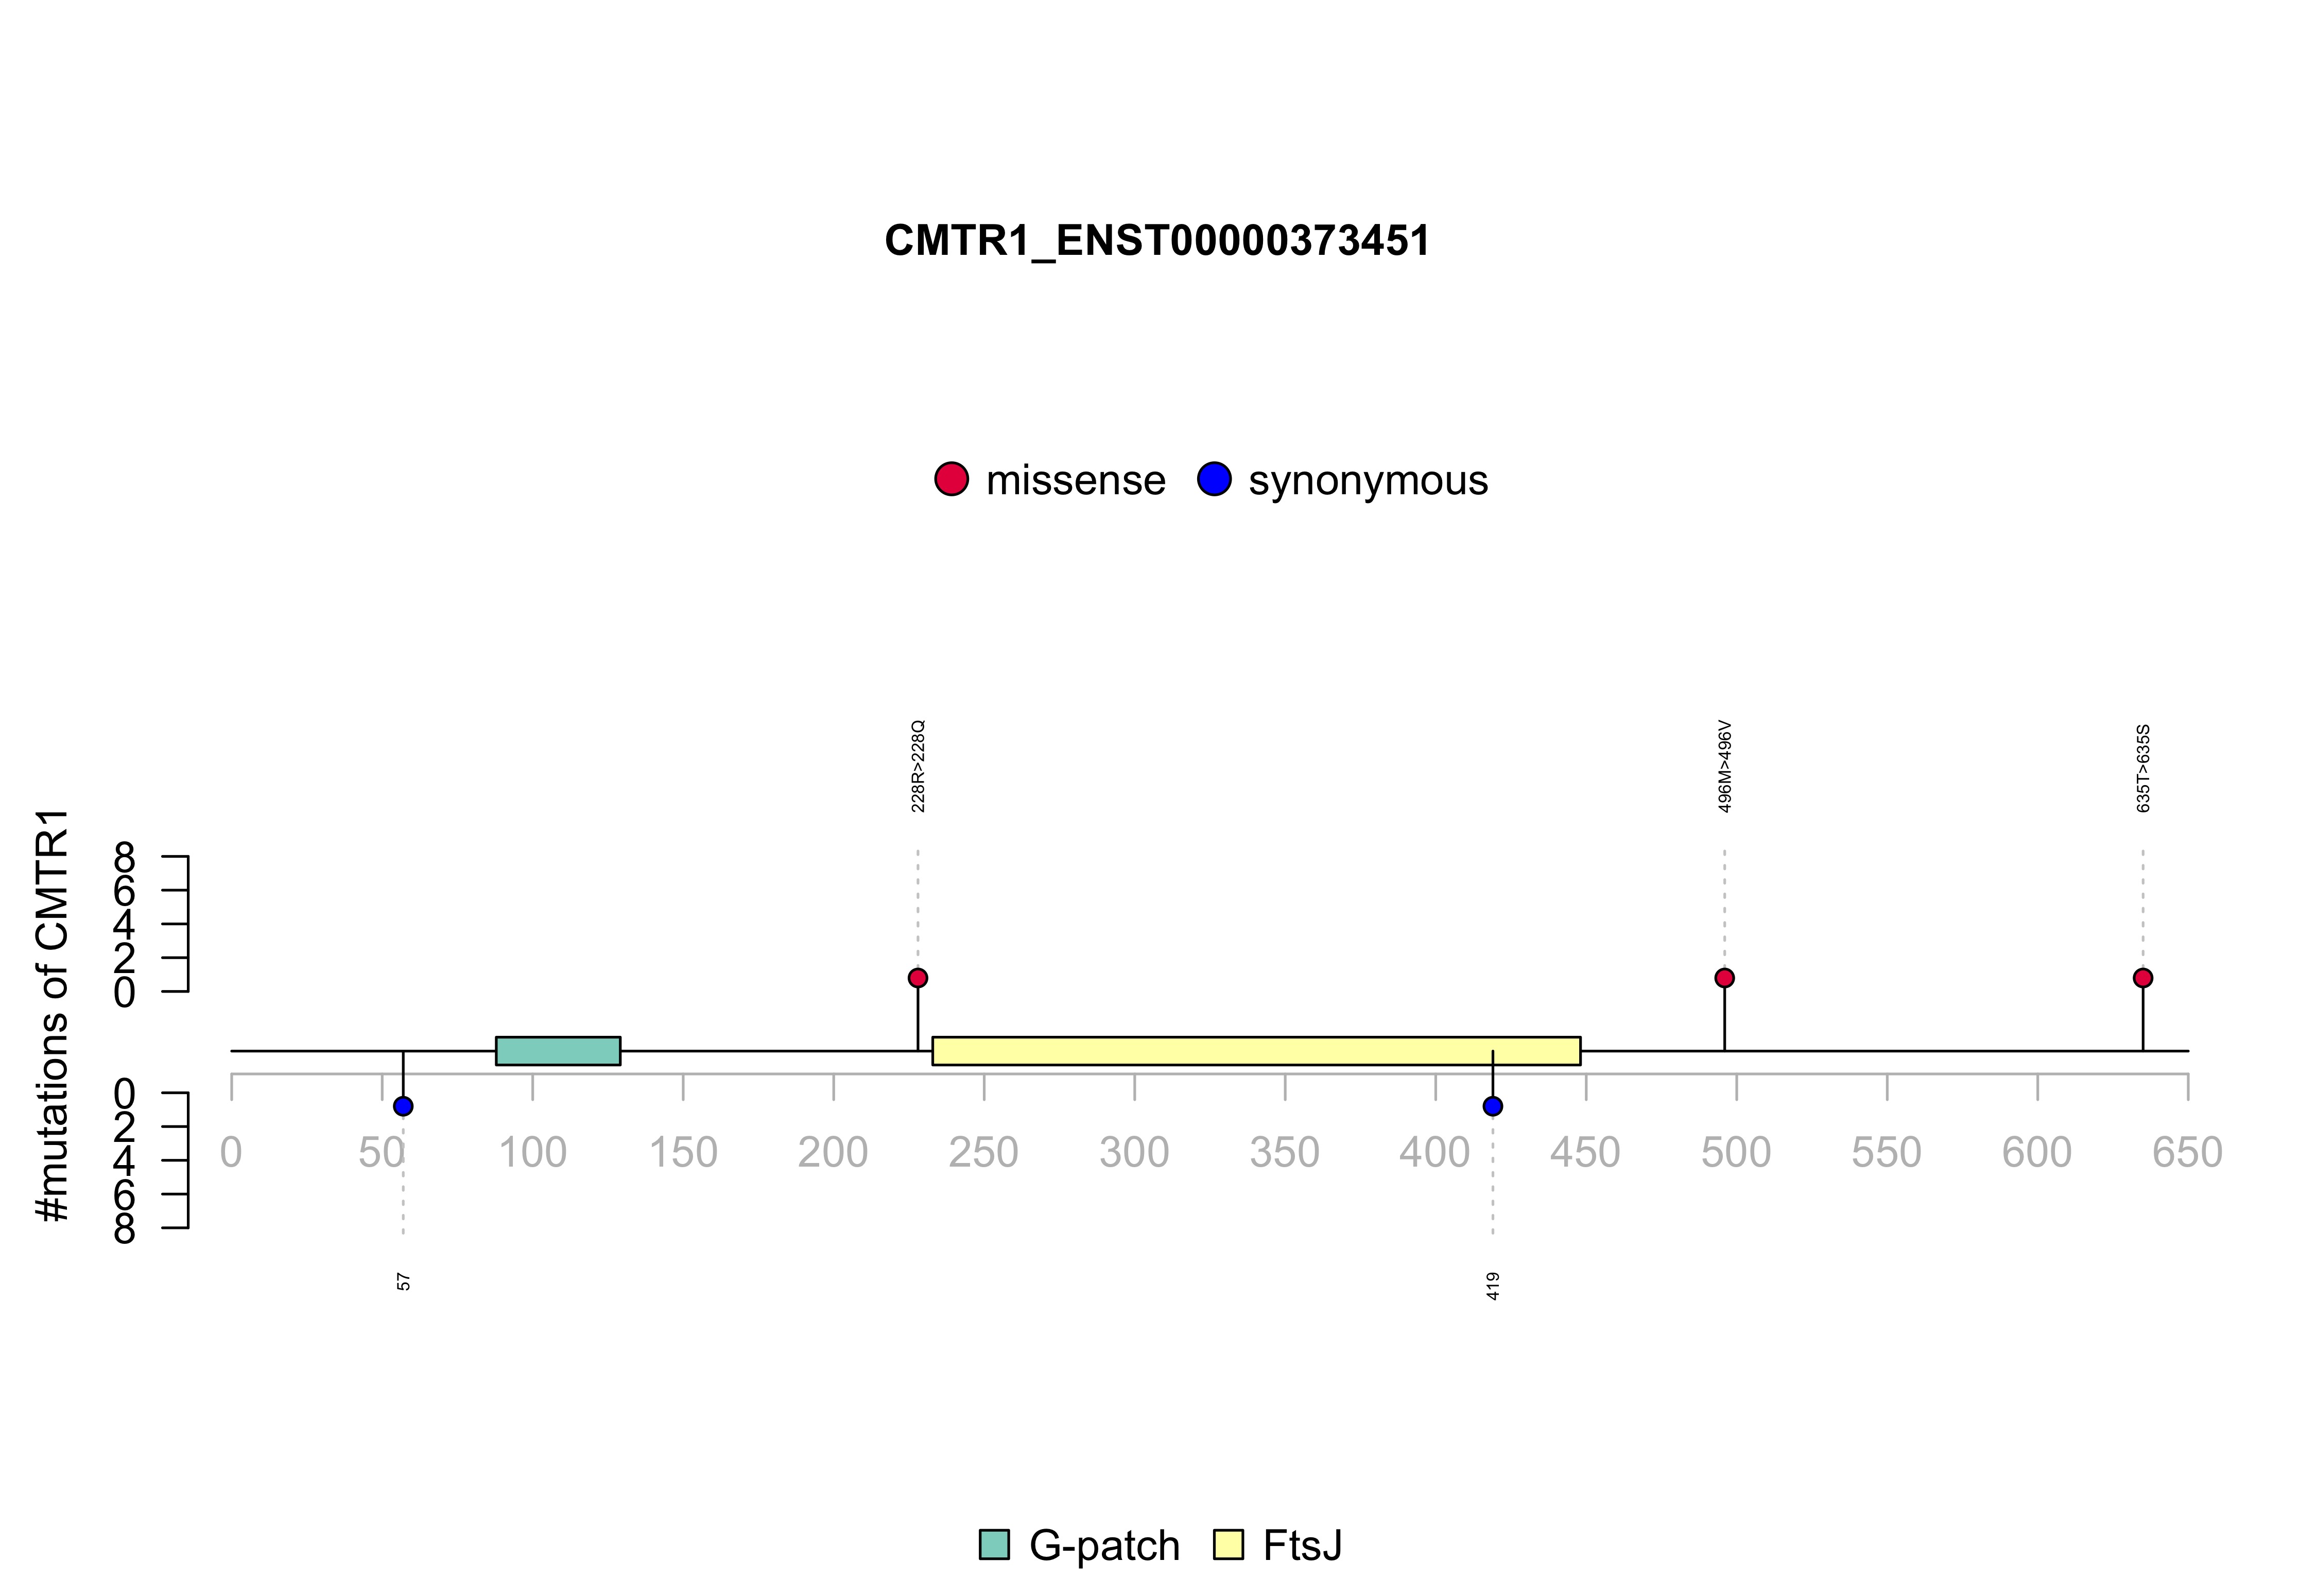 CMTR1_ENST00000373451
missense synonymous
228R>228Q
496M>496V
635T>635S
#mutations of CMTR1
8
6
4
2
0
0
2
4
6
8
0 50 100 150 200 250 300 350 400 450 500 550 600 650
57
419
G-patch FtsJ